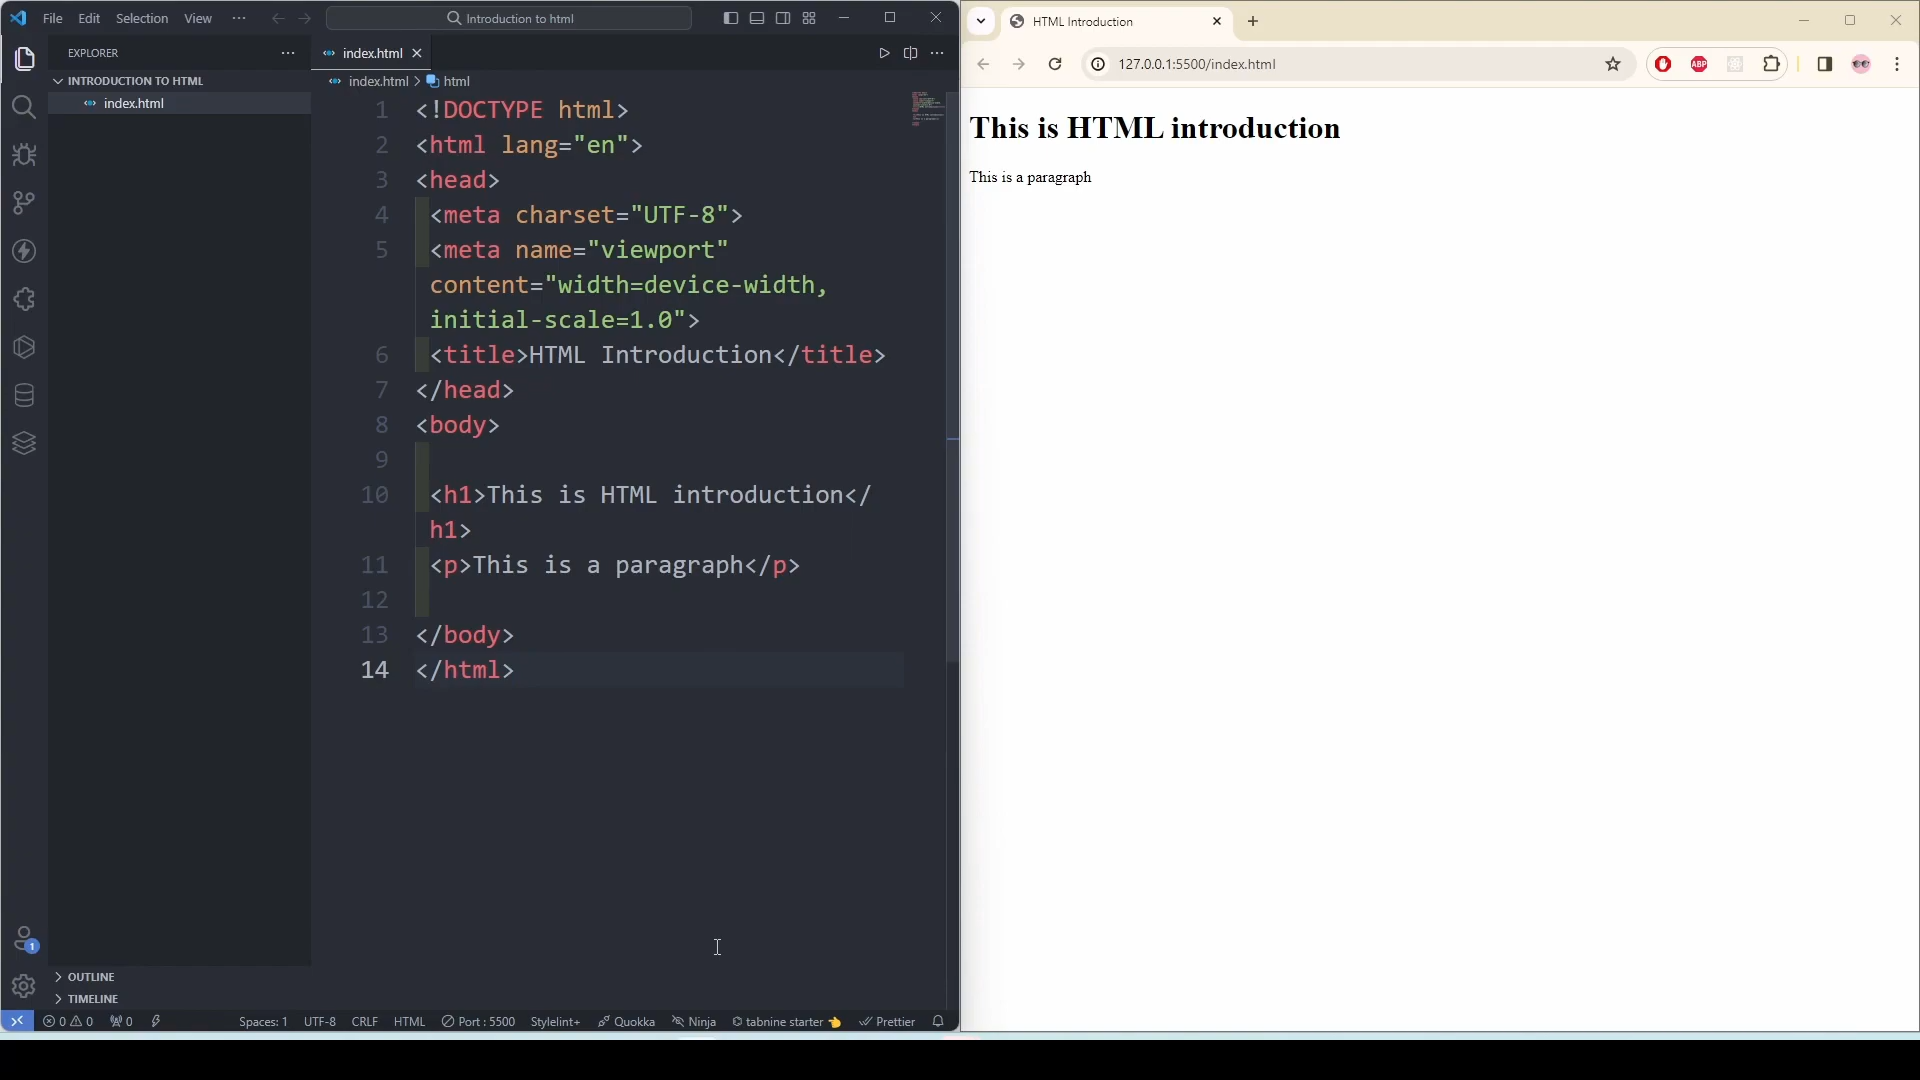 File Edit Selection View ··· Introduction to html
EXPLORER ···
INTRODUCTION TO HTML
index.html
index.html
index.html > html
1 <!DOCTYPE html>
2 <html lang="en">
3 <head>
4 <meta charset="UTF-8">
5 <meta name="viewport"
content="width=device-width,
initial-scale=1.0">
6 <title>HTML Introduction</title>
7 </head>
8 <body>
9
10 <h1>This is HTML introduction</
h1>
11 <p>This is a paragraph</p>
12
13 </body>
14 </html>
1
OUTLINE
TIMELINE
0 0 0 Spaces: 1 UTF-8 CRLF HTML Port : 5500 Stylelint+ Quokka Ninja tabnine starter Prettier
HTML Introduction
127.0.0.1:5500/index.html ABP
This is HTML introduction
This is a paragraph